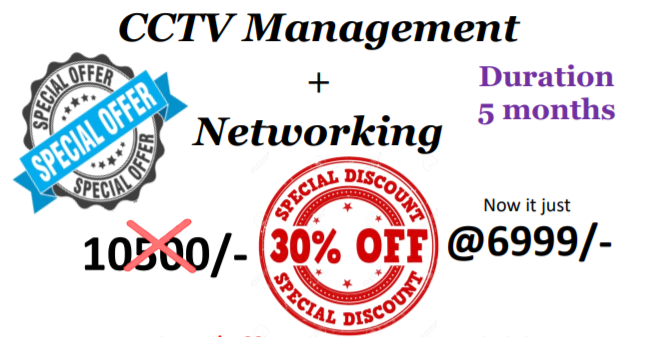 CCTV Management
+
Networking
Duration
5 months
SPECIAL OFFER
SPECIAL OFFER
SPECIAL OFFER
10500/-
SPECIAL DISCOUNT
30% OFF
SPECIAL DISCOUNT
Now it just
@6999/-